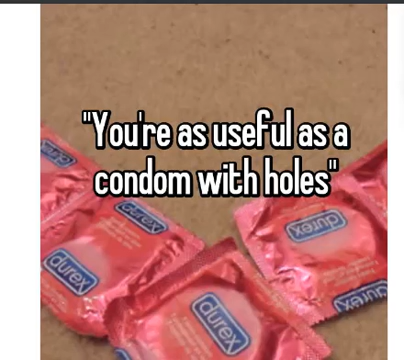 "You're as useful as a
condom with holes"
durex
durex
durex
durex
durex
durex